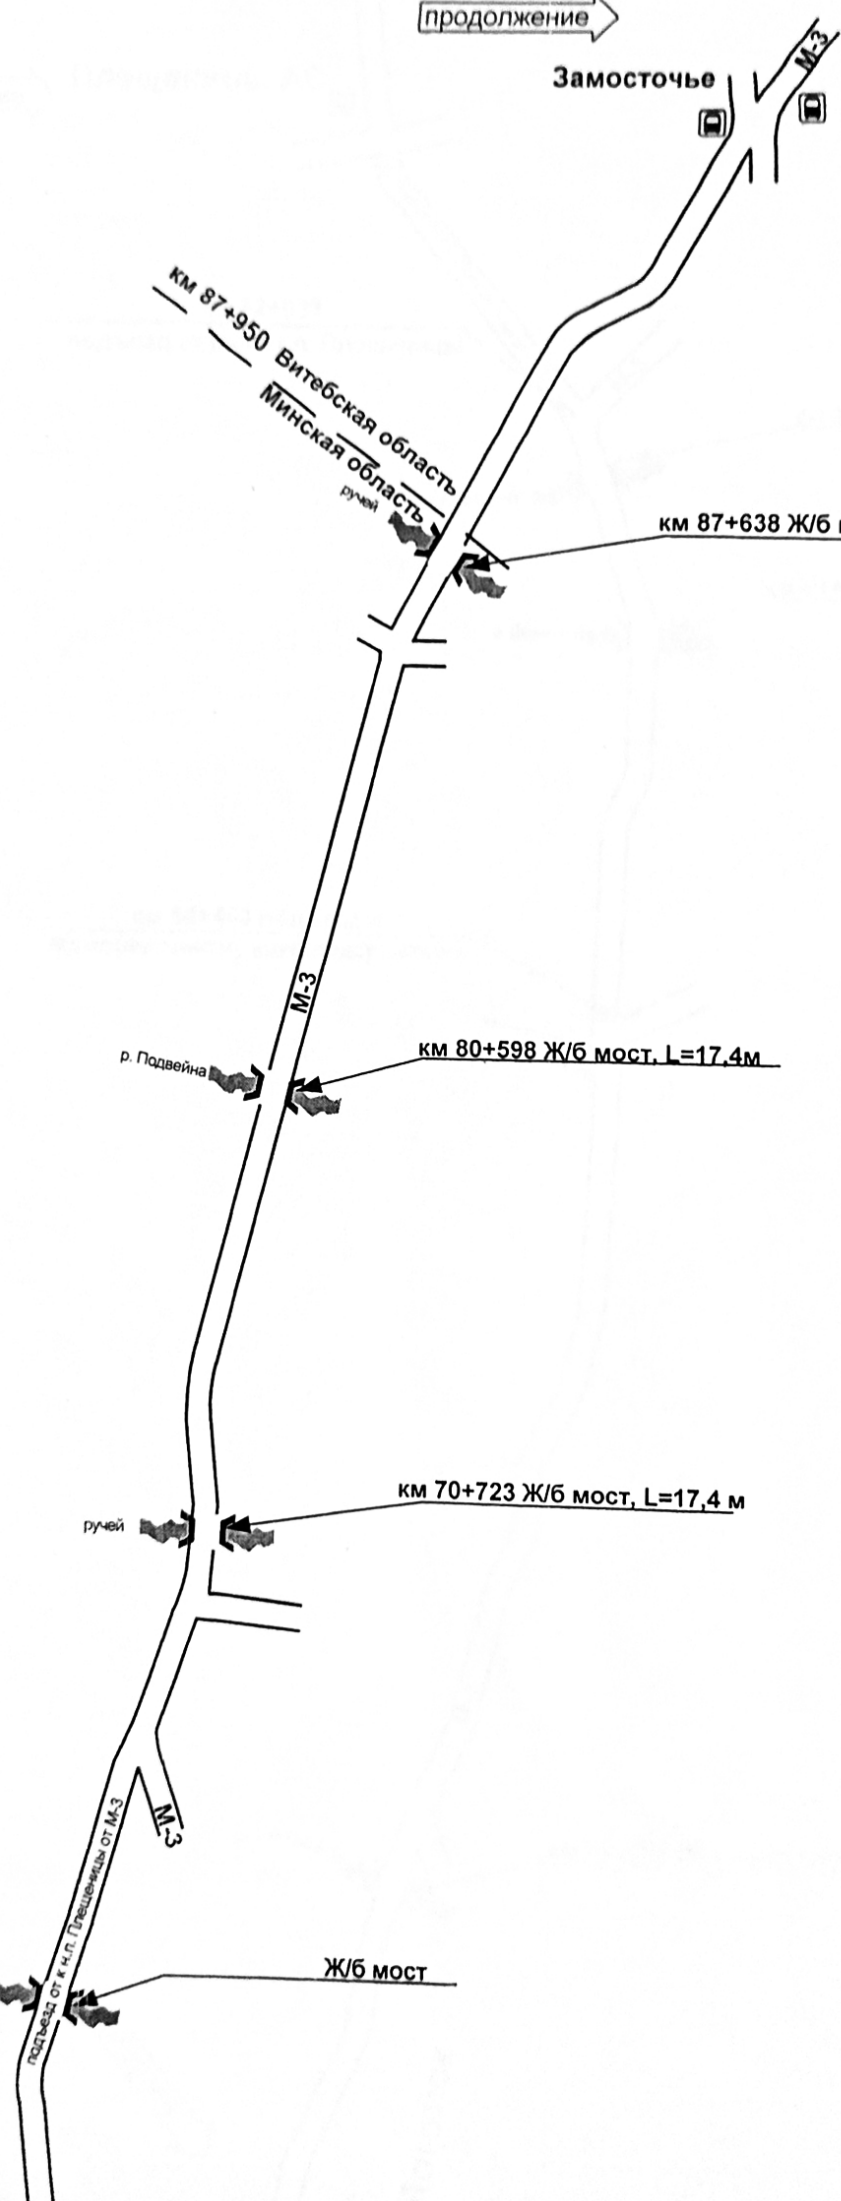 продолжение
М-3
Замосточье
км 87+950 Витебская область
Минская область
ручей
км 87+638 Ж/б
М-3
км 80+598 Ж/б мост, L=17,4м
р. Подвейна
км 70+723 Ж/б мост, L=17,4 м
ручей
М-3
подъезд от к н.п. Плещеницы от М-3
Ж/б мост